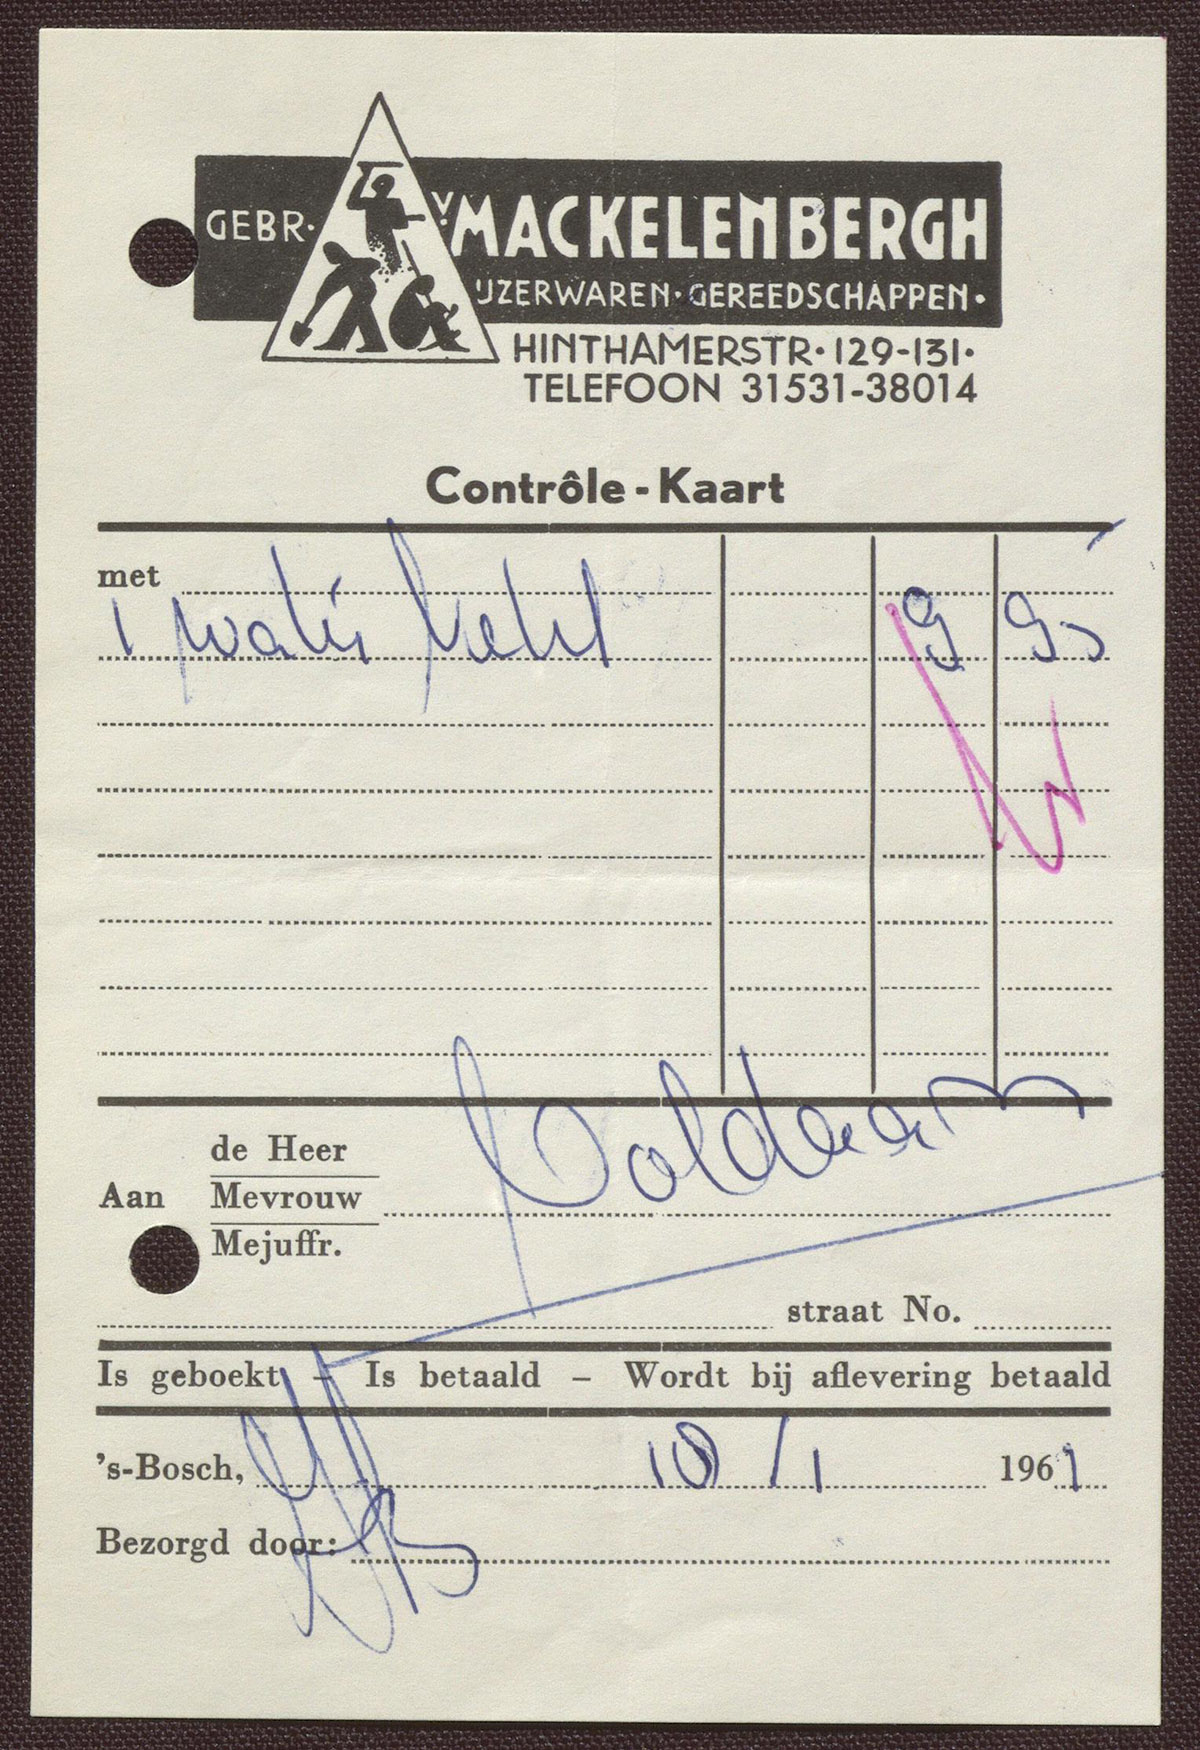 GEBR. v. MACKELENBERGH
IJZERWAREN · GEREEDSCHAPPEN ·
HINTHAMERSTR · 129-131 ·
TELEFOON 31531-38014
Contrôle - Kaart
met
1 water ketel 9 95
de Heer
Aan Mevrouw
Mejuffr.
straat No.
Is geboekt – Is betaald – Wordt bij aflevering betaald
's-Bosch, 10 / 1 1961
Bezorgd door: